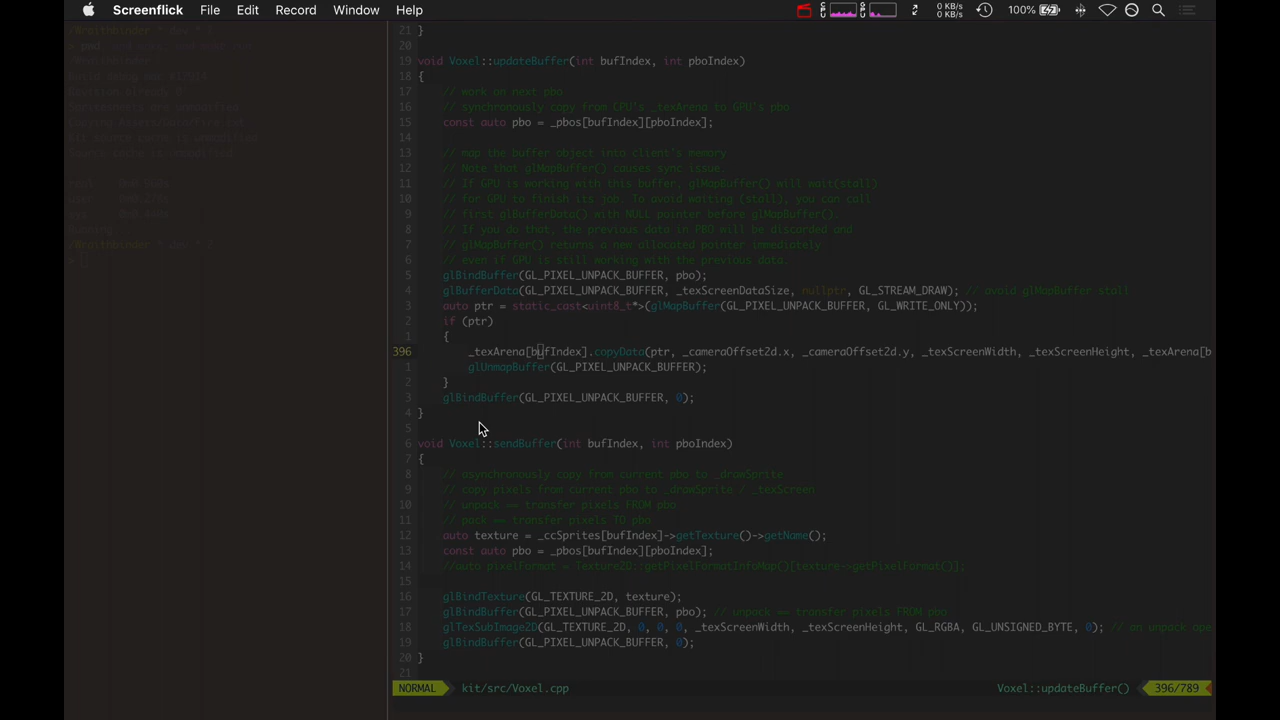 Screenflick File Edit Record Window Help
0 KB/s
0 KB/s
100%
21 }
20
19 void Voxel::updateBuffer(int bufIndex, int pboIndex)
18 {
17 // work on next pbo
16 // synchronously copy from CPU's _texArena to GPU's pbo
15 const auto pbo = _pbos[bufIndex][pboIndex];
14
13 // map the buffer object into client's memory
12 // Note that glMapBuffer() causes sync issue.
11 // If GPU is working with this buffer, glMapBuffer() will wait(stall)
10 // for GPU to finish its job. To avoid waiting (stall), you can call
9 // first glBufferData() with NULL pointer before glMapBuffer().
8 // If you do that, the previous data in PBO will be discarded and
7 // glMapBuffer() returns a new allocated pointer immediately
6 // even if GPU is still working with the previous data.
5 glBindBuffer(GL_PIXEL_UNPACK_BUFFER, pbo);
4 glBufferData(GL_PIXEL_UNPACK_BUFFER, _texScreenDataSize, nullptr, GL_STREAM_DRAW); // avoid glMapBuffer stall
3 auto ptr = static_cast<uint8_t*>(glMapBuffer(GL_PIXEL_UNPACK_BUFFER, GL_WRITE_ONLY));
2 if (ptr)
1 {
396 _texArena[bufIndex].copyData(ptr, _cameraOffset2d.x, _cameraOffset2d.y, _texScreenWidth, _texScreenHeight, _texArena[b
1 glUnmapBuffer(GL_PIXEL_UNPACK_BUFFER);
2 }
3 glBindBuffer(GL_PIXEL_UNPACK_BUFFER, 0);
4 }
5
6 void Voxel::sendBuffer(int bufIndex, int pboIndex)
7 {
8 // asynchronously copy from current pbo to _drawSprite
9 // copy pixels from current pbo to _drawSprite / _texScreen
10 // unpack == transfer pixels FROM pbo
11 // pack == transfer pixels TO pbo
12 auto texture = _ccSprites[bufIndex]->getTexture()->getName();
13 const auto pbo = _pbos[bufIndex][pboIndex];
14 //auto pixelFormat = Texture2D::getPixelFormatInfoMap()[texture->getPixelFormat()];
15
16 glBindTexture(GL_TEXTURE_2D, texture);
17 glBindBuffer(GL_PIXEL_UNPACK_BUFFER, pbo); // unpack == transfer pixels FROM pbo
18 glTexSubImage2D(GL_TEXTURE_2D, 0, 0, 0, _texScreenWidth, _texScreenHeight, GL_RGBA, GL_UNSIGNED_BYTE, 0); // an unpack ope
19 glBindBuffer(GL_PIXEL_UNPACK_BUFFER, 0);
20 }
21
NORMAL kit/src/Voxel.cpp Voxel::updateBuffer() 396/789